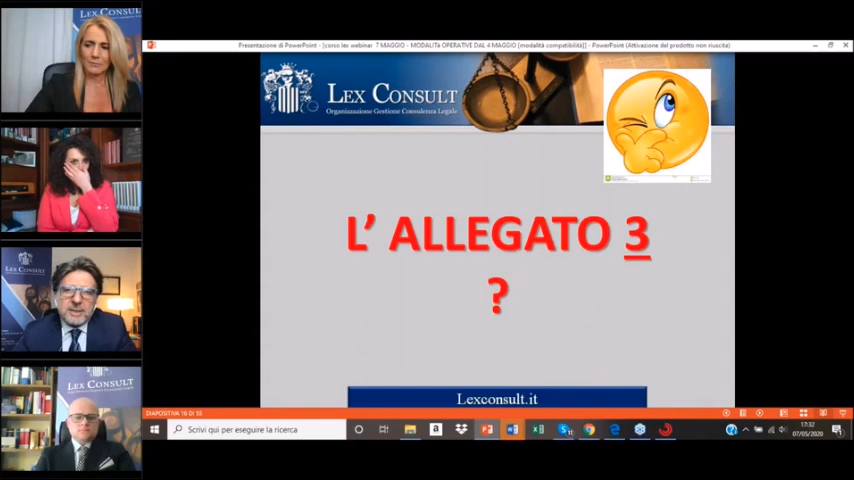 LEX CONSULT
Presentazione di PowerPoint - [corso lex webinar 7 MAGGIO - MODALITà OPERATIVE DAL 4 MAGGIO [modalità compatibilità]] - PowerPoint (Attivazione del prodotto non riuscita)
LEX CONSULT
Organizzazione Gestione Consulenza Legale
L' ALLEGATO 3
?
LEX CONSULT
LEX CONSULT
Lexconsult.it
DIAPOSITIVA 16 DI 55
Scrivi qui per eseguire la ricerca
17:32
07/05/2020